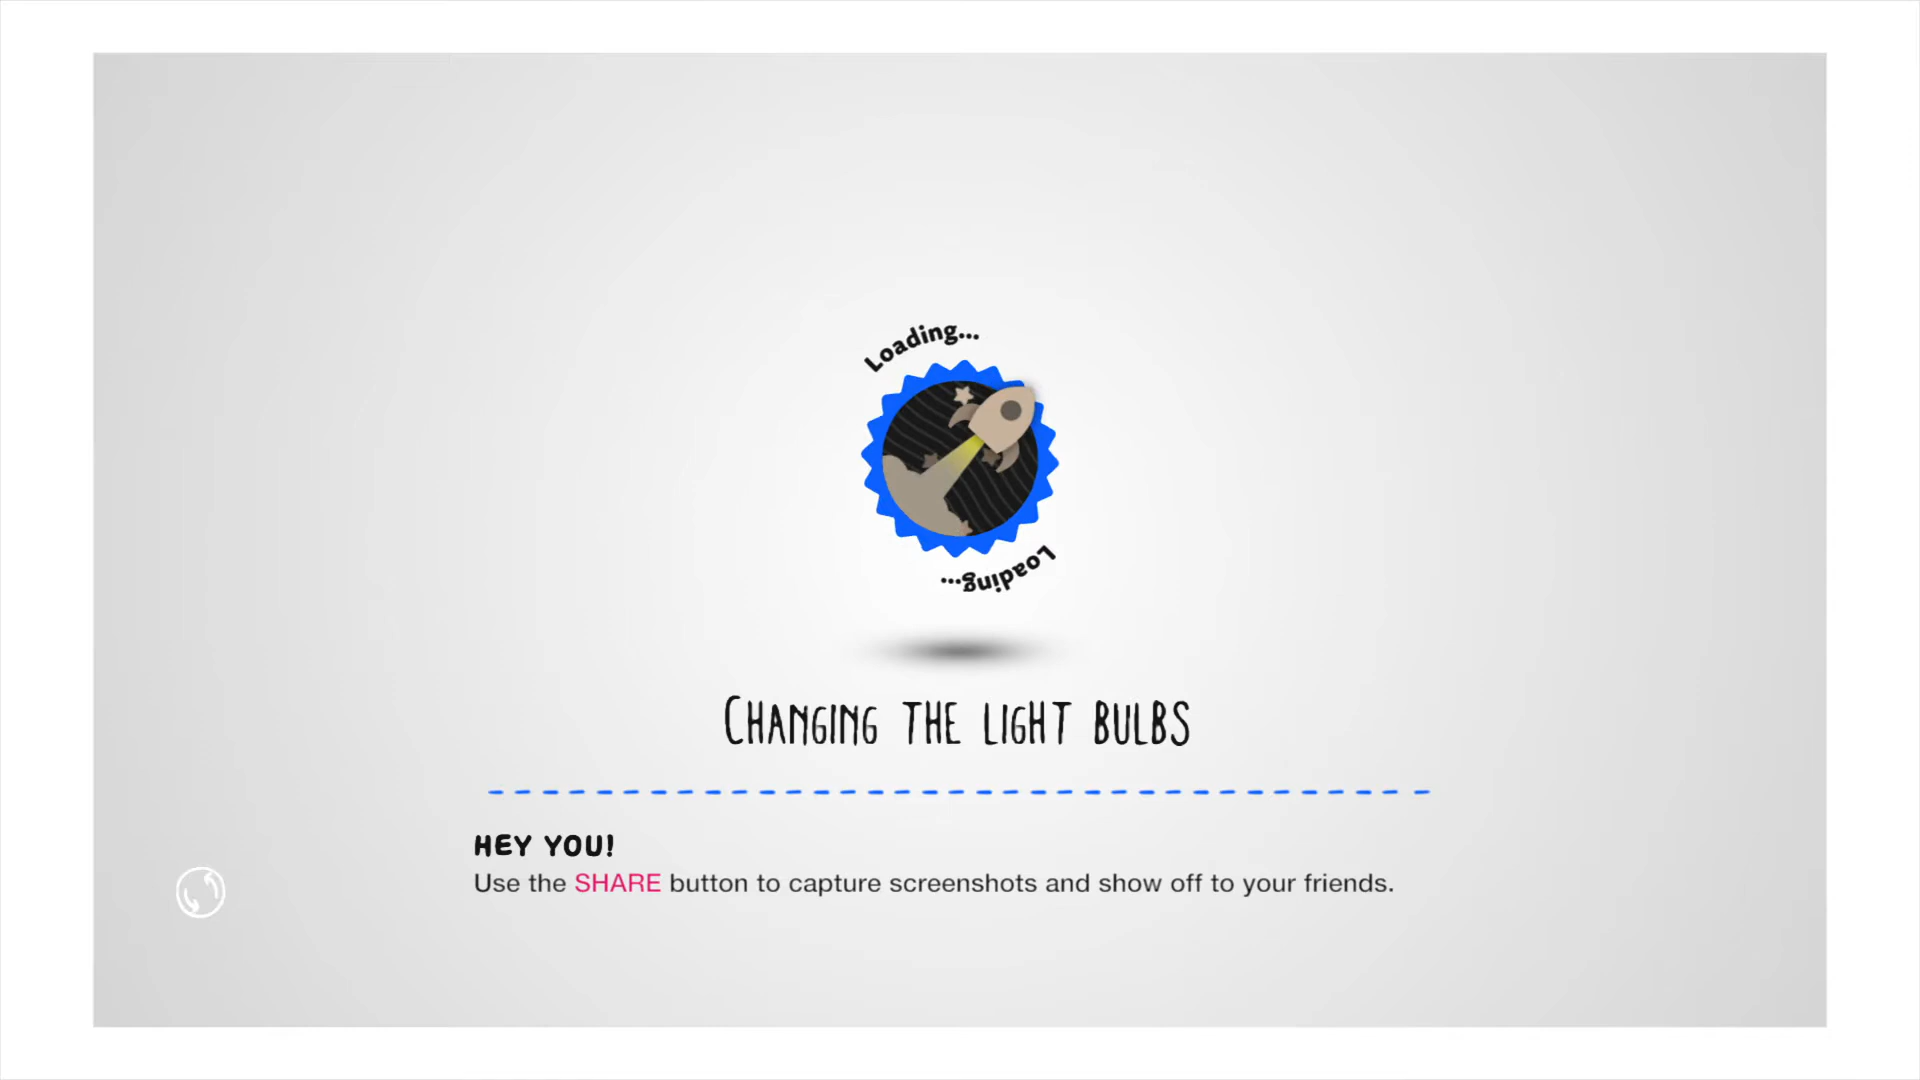 Loading...
Loading...
CHANGING THE LIGHT BULBS
HEY YOU!
Use the SHARE button to capture screenshots and show off to your friends.